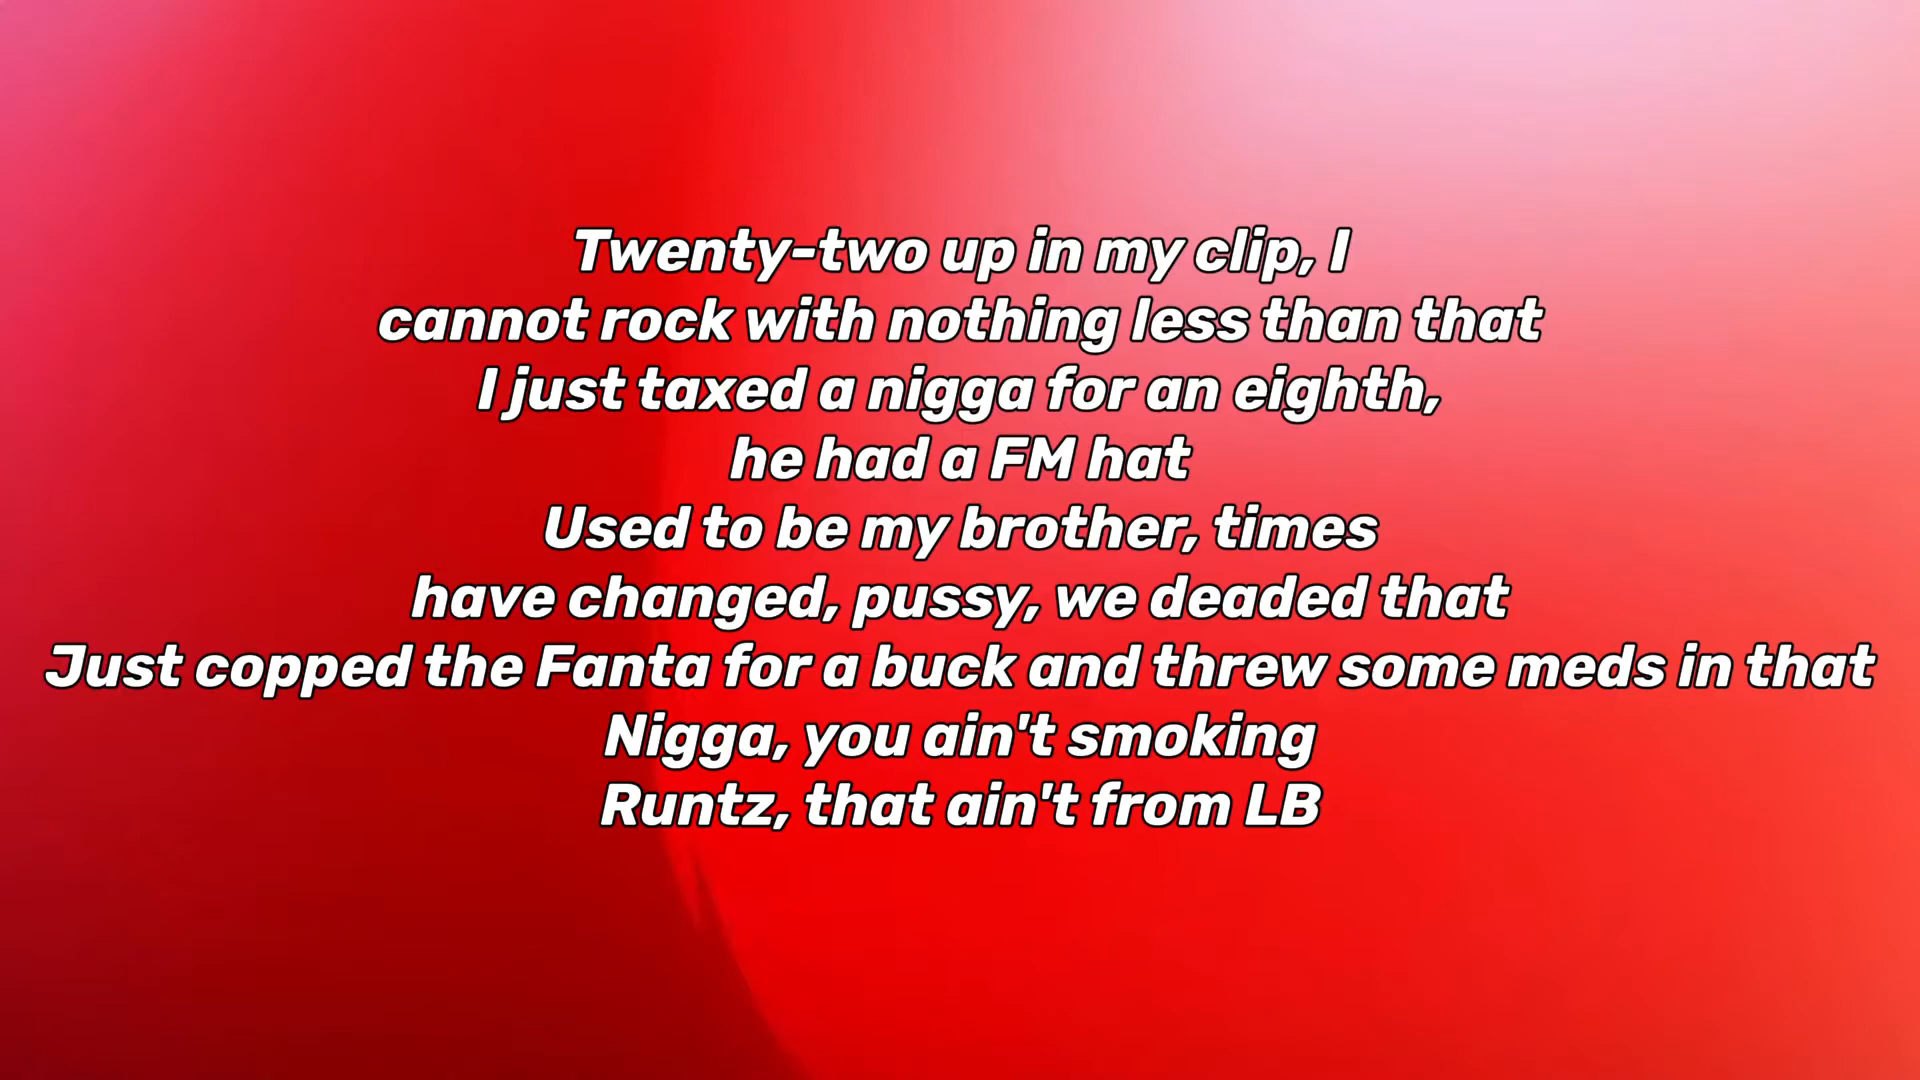 Twenty-two up in my clip, I
cannot rock with nothing less than that
I just taxed a nigga for an eighth,
he had a FM hat
Used to be my brother, times
have changed, pussy, we deaded that
Just copped the Fanta for a buck and threw some meds in that
Nigga, you ain't smoking
Runtz, that ain't from LB